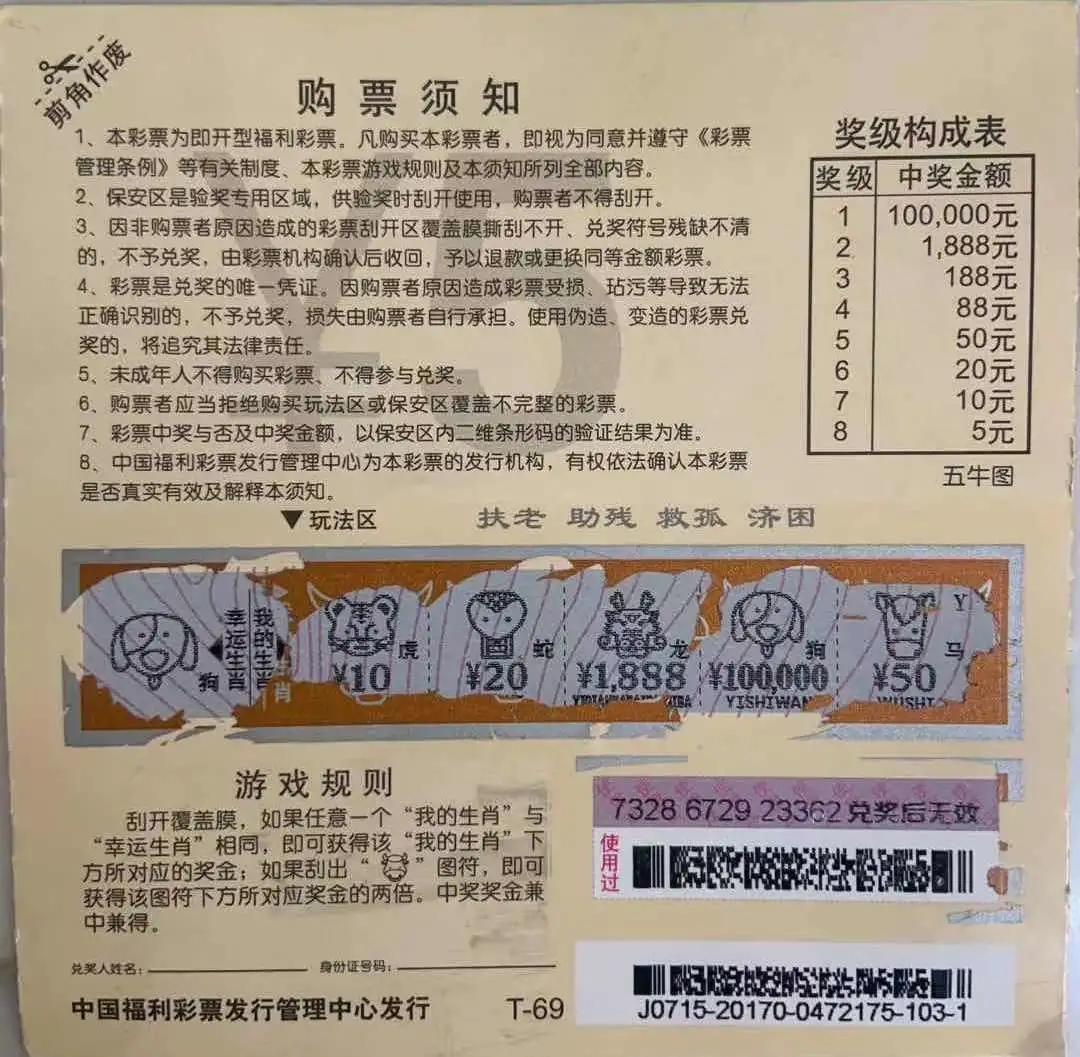 剪角作废
购票须知
1、本彩票为即开型福利彩票。凡购买本彩票者，即视为同意并遵守《彩票
管理条例》等有关制度、本彩票游戏规则及本须知所列全部内容。
2、保安区是验奖专用区域，供验奖时刮开使用，购票者不得刮开。
3、因非购票者原因造成的彩票刮开区覆盖膜撕刮不开、兑奖符号残缺不清
的，不予兑奖，由彩票机构确认后收回，予以退款或更换同等金额彩票。
4、彩票是兑奖的唯一凭证。因购票者原因造成彩票受损、玷污等导致无法
正确识别的，不予兑奖，损失由购票者自行承担。使用伪造、变造的彩票兑
奖的，将追究其法律责任。
5、未成年人不得购买彩票、不得参与兑奖。
6、购票者应当拒绝购买玩法区或保安区覆盖不完整的彩票。
7、彩票中奖与否及中奖金额，以保安区内二维条形码的验证结果为准。
8、中国福利彩票发行管理中心为本彩票的发行机构，有权依法确认本彩票
是否真实有效及解释本须知。
¥5
奖级构成表
奖级 中奖金额
1 100,000元
2 1,888元
3 188元
4 88元
5 50元
6 20元
7 10元
8 5元
五牛图
▼玩法区
扶老 助残 救孤 济困
狗
幸运生肖
我的生肖
生肖
虎
¥10
蛇
¥20
龙
¥1,888
狗
¥100,000
YISHIWAN
Y
马
¥50
WUSHI
游戏规则
刮开覆盖膜，如果任意一个“我的生肖”与
“幸运生肖”相同，即可获得该“我的生肖”下
方所对应的奖金；如果刮出“ ”图符，即可
获得该图符下方所对应奖金的两倍。中奖奖金兼
中兼得。
7328 6729 23362 兑奖后无效
使用过
兑奖人姓名： 身份证号码：
中国福利彩票发行管理中心发行 T-69
J0715-20170-0472175-103-1